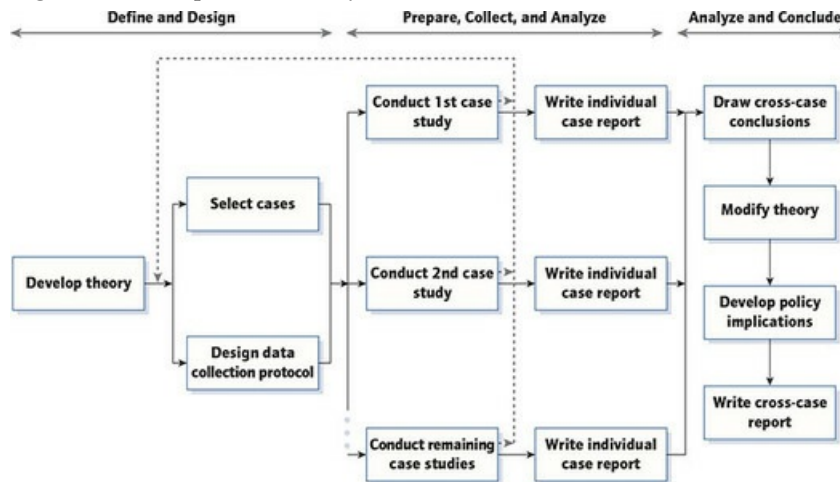 Define and Design
Prepare, Collect, and Analyze
Analyze and Conclude
Conduct 1st case
study
Write individual
case report
Draw cross-case
conclusions
Select cases
Modify theory
Develop theory
Conduct 2nd case
study
Write individual
case report
Develop policy
implications
Design data
collection protocol
Write cross-case
report
Conduct remaining
case studies
Write individual
case report